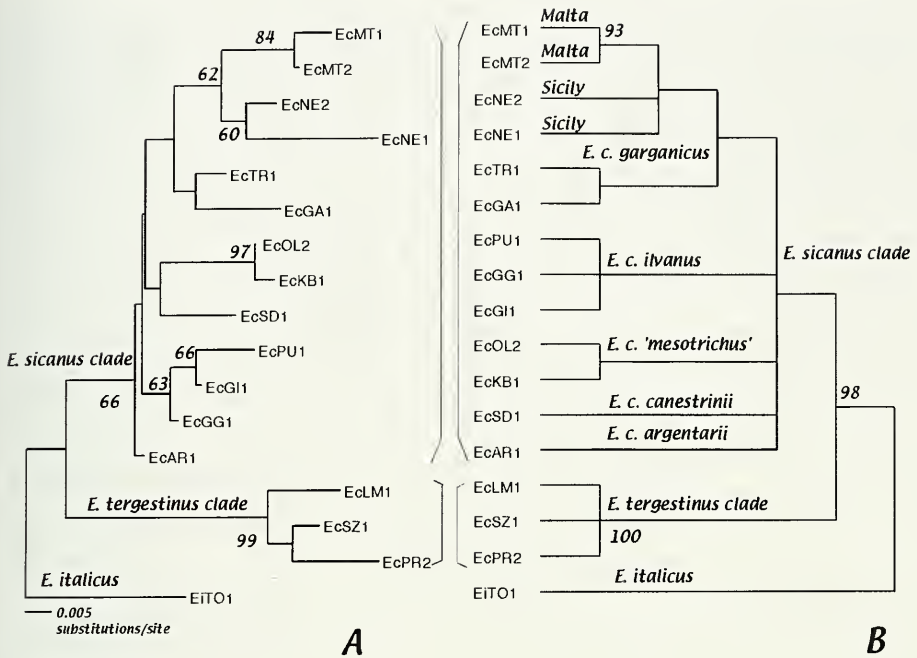 84
EcMT1
EcMT2
62
EcNE2
60
EcNE1
EcTR1
EcGA1
97
EcOL2
EcKB1
EcSD1
E. sicanus clade
66
66
EcPU1
63
EcGI1
EcGG1
EcAR1
E. tergestinus clade
99
EcLM1
EcSZ1
EcPR2
E. italicus
EiTO1
0.005
substitutions/site
A
EcMT1
Malta
93
EcMT2
Malta
EcNE2
Sicily
EcNE1
Sicily
E. c. garganicus
EcTR1
EcGA1
EcPU1
E. c. ilvanus
E. sicanus clade
EcGG1
EcGI1
EcOL2
E. c. 'mesotrichus'
EcKB1
98
EcSD1
E. c. canestrinii
EcAR1
E. c. argentarii
EcLM1
E. tergestinus clade
EcSZ1
100
EcPR2
E. italicus
EiTO1
B